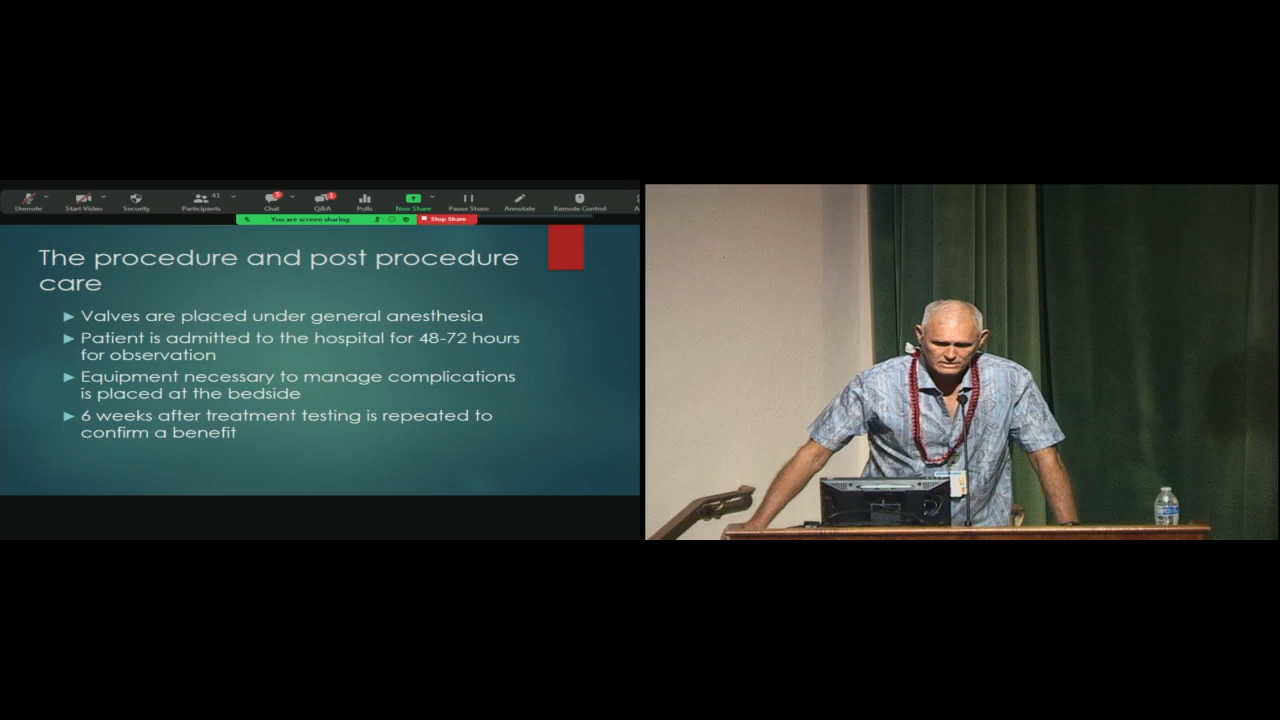 Unmute
Start Video
Security
Participants
41
Chat
5
Q&A
1
Polls
New Share
Pause Share
Annotate
Remote Control
You are screen sharing
Stop Share
The procedure and post procedure
care
Valves are placed under general anesthesia
Patient is admitted to the hospital for 48-72 hours
for observation
Equipment necessary to manage complications
is placed at the bedside
6 weeks after treatment testing is repeated to
confirm a benefit